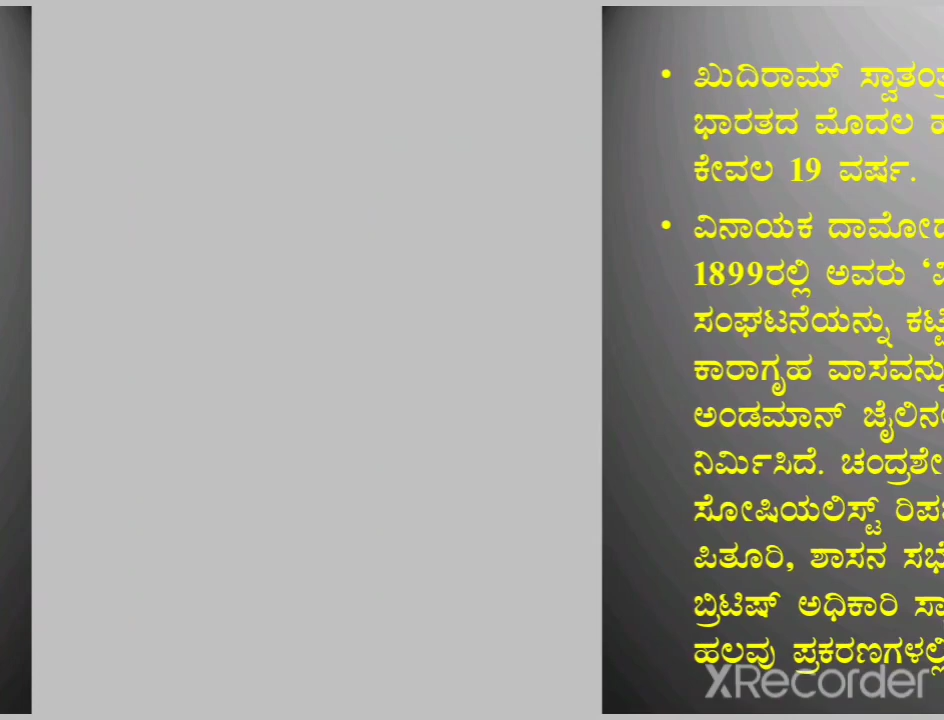 • ಖುದಿರಾಮ್ ಸ್ವಾತಂತ್ರ
ಭಾರತದ ಮೊದಲ
ಕೇವಲ 19 ವರ್ಷ.
• ವಿನಾಯಕ ದಾಮೋದ
1899ರಲ್ಲಿ ಅವರು
ಸಂಘಟನೆಯನ್ನು ಕಟ್ಟಿ
ಕಾರಾಗೃಹ ವಾಸವನ್ನು
ಅಂಡಮಾನ್ ಜೈಲಿನ
ನಿರ್ಮಿಸಿದೆ. ಚಂದ್ರಶೇ
ಸೋಷಿಯಲಿಸ್ಟ್ ರಿಪ
ಪಿತೂರಿ, ಶಾಸನ ಸಭೆ
ಬ್ರಿಟಿಷ್ ಅಧಿಕಾರಿ ಸಾ
ಹಲವು ಪ್ರಕರಣಗಳಲ್ಲಿ
XRecorder